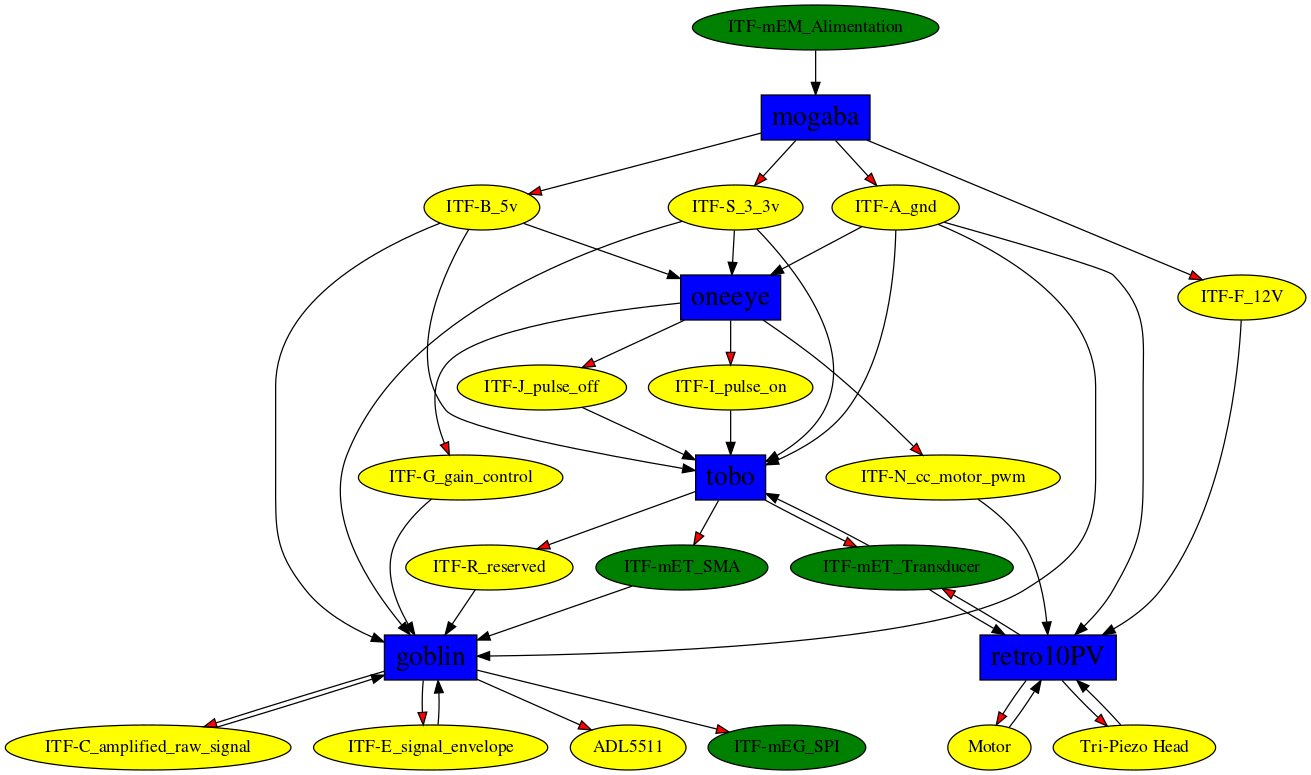 ITF-mEM_Alimentation
mogaba
ITF-B_5v
ITF-S_3_3v
ITF-A_gnd
oneeye
ITF-F_12V
ITF-J_pulse_off
ITF-I_pulse_on
ITF-G_gain_control
tobo
ITF-N_cc_motor_pwm
ITF-R_reserved
ITF-mET_SMA
ITF-mET_Transducer
goblin
retro10PV
ITF-C_amplified_raw_signal
ITF-E_signal_envelope
ADL5511
ITF-mEG_SPI
Motor
Tri-Piezo Head